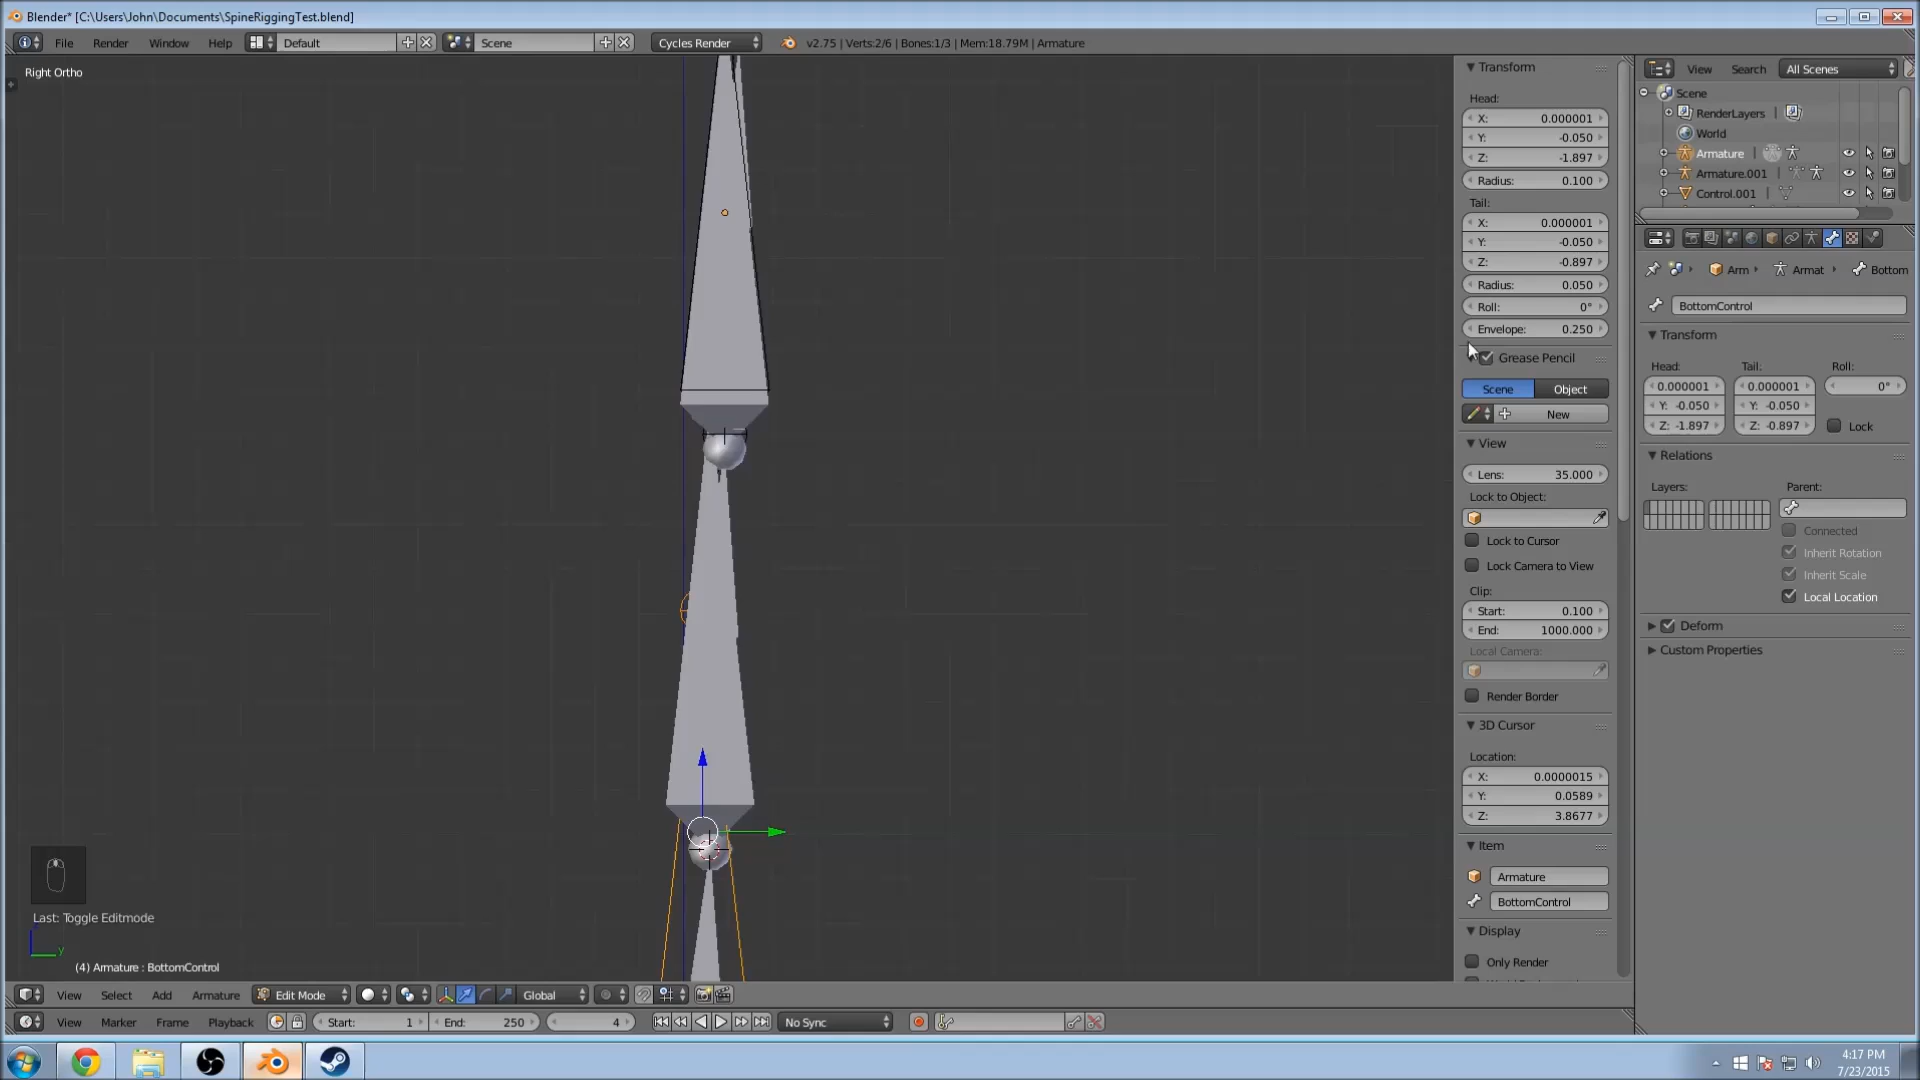 Blender* [C:\Users\John\Documents\SpineRiggingTest.blend]
File Render Window Help Default Scene Cycles Render v2.75 | Verts:2/6 | Bones:1/3 | Mem:18.79M | Armature
Right Ortho
Transform
Head:
X: 0.000001
Y: -0.050
Z: -1.897
Radius: 0.100
Tail:
X: 0.000001
Y: -0.050
Z: -0.897
Radius: 0.050
Roll: 0°
Envelope: 0.250
Grease Pencil
Scene Object
New
View
Lens: 35.000
Lock to Object:
Lock to Cursor
Lock Camera to View
Clip:
Start: 0.100
End: 1000.000
Local Camera:
Render Border
3D Cursor
Location:
X: 0.0000015
Y: 0.0589
Z: 3.8677
Item
Armature
BottomControl
Display
Only Render
View Search All Scenes
Scene
RenderLayers
World
Armature
Armature.001
Control.001
Arm Armat Bottom
BottomControl
Transform
Head: Tail: Roll:
0.000001 0.000001 0°
Y: -0.050 Y: -0.050
Z: -1.897 Z: -0.897 Lock
Relations
Layers: Parent:
Connected
Inherit Rotation
Inherit Scale
Local Location
Deform
Custom Properties
Last: Toggle Editmode
y
(4) Armature : BottomControl
View Select Add Armature Edit Mode Global
View Marker Frame Playback Start: 1 End: 250 4 No Sync
4:17 PM
7/23/2015